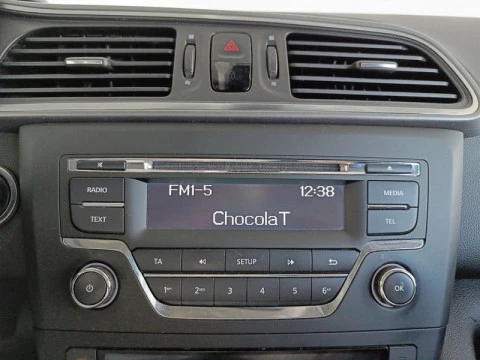 RADIO
FM1-5 12:38
MEDIA
TEXT
ChocolaT
TEL
TA
SETUP
1 2 3 4 5 6
OK